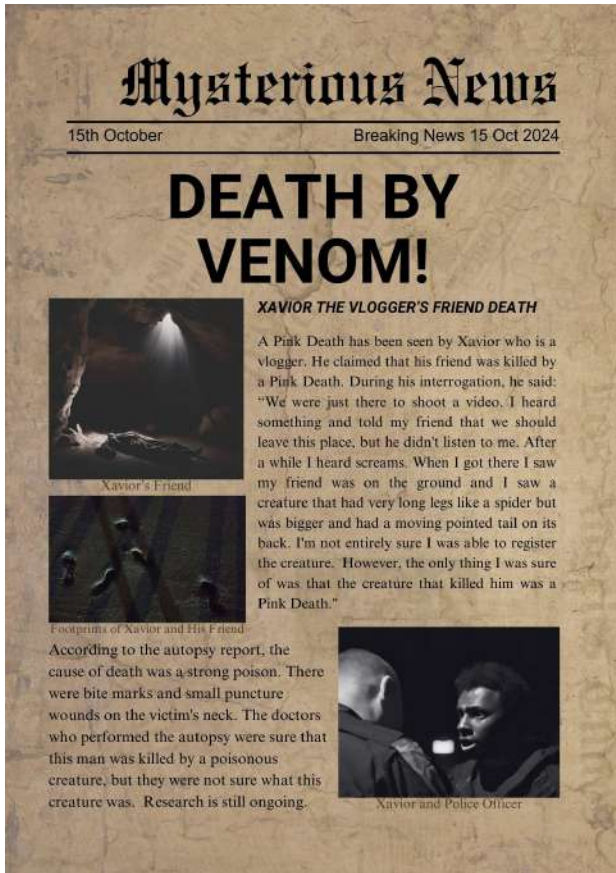 Mysterious News
15th October
Breaking News 15 Oct 2024
DEATH BY
VENOM!
XAVIOR THE VLOGGER'S FRIEND DEATH
A Pink Death has been seen by Xavior who is a
vlogger. He claimed that his friend was killed by
a Pink Death. During his interrogation, he said:
“We were just there to shoot a video. I heard
something and told my friend that we should
leave this place, but he didn't listen to me. After
a while I heard screams. When I got there I saw
my friend was on the ground and I saw a
creature that had very long legs like a spider but
was bigger and had a moving pointed tail on its
back. I'm not entirely sure I was able to register
the creature. However, the only thing I was sure
of was that the creature that killed him was a
Pink Death."
Xavior's Friend
Footprints of Xavior and His Friend
According to the autopsy report, the
cause of death was a strong poison. There
were bite marks and small puncture
wounds on the victim's neck. The doctors
who performed the autopsy were sure that
this man was killed by a poisonous
creature, but they were not sure what this
creature was. Research is still ongoing.
Xavior and Police Officer